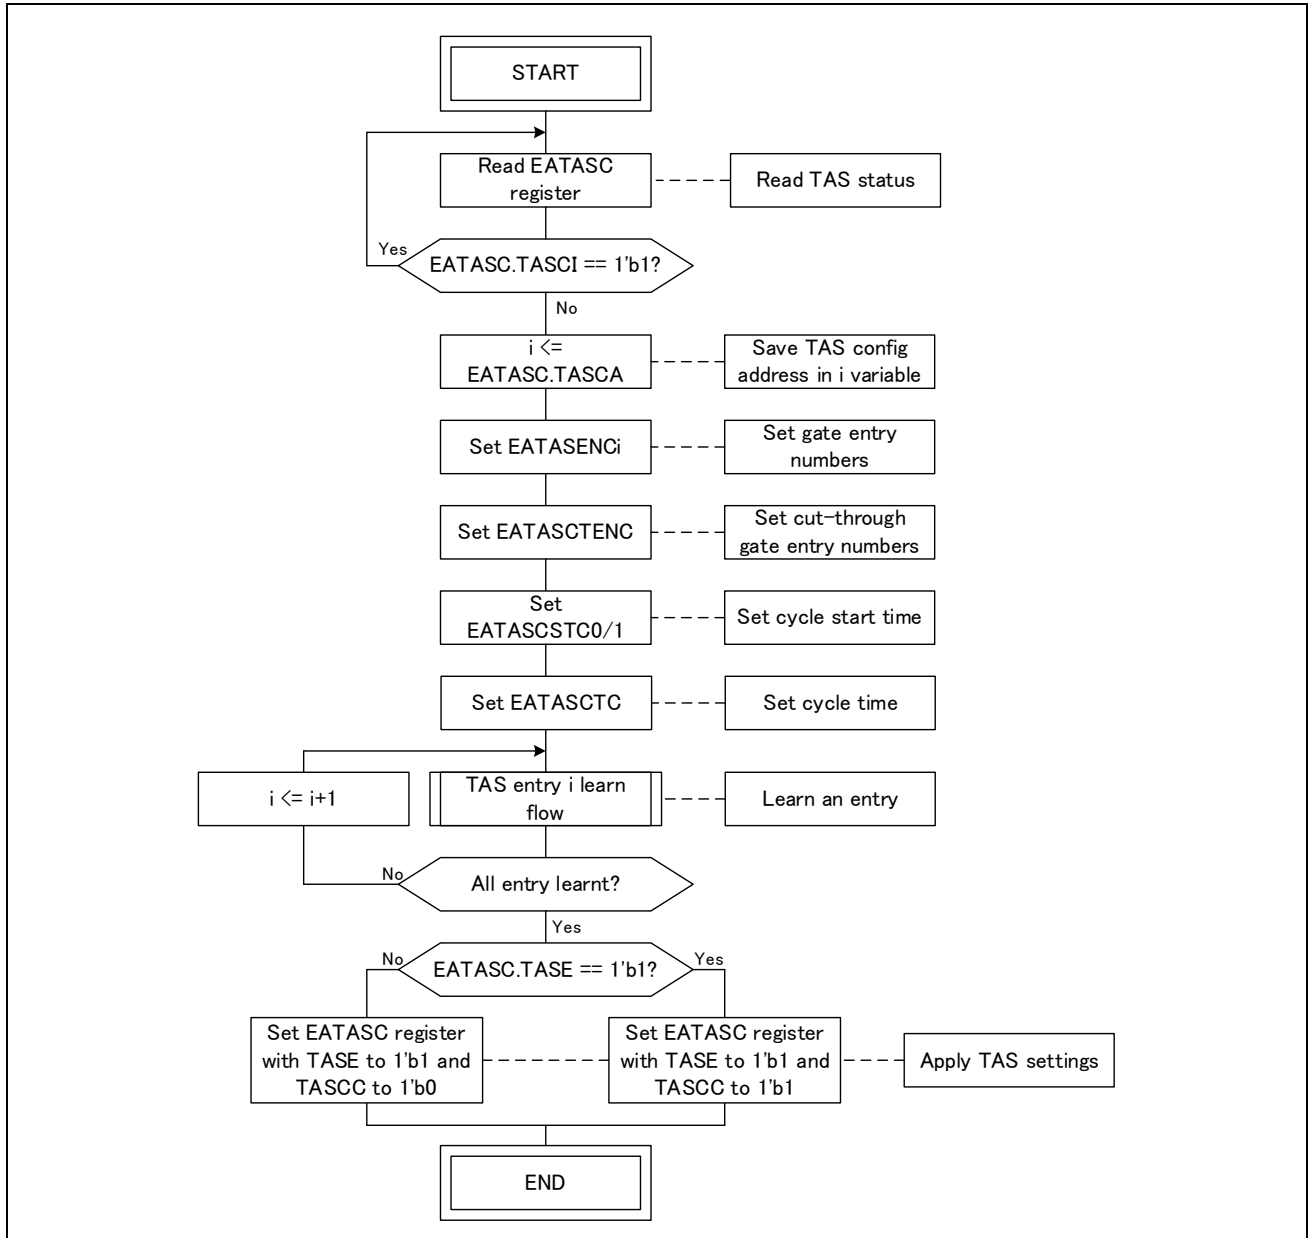 START
Read EATASC
register
Read TAS status
Yes
EATASC.TASCI == 1'b1?
No
i <=
EATASC.TASCA
Save TAS config
address in i variable
Set EATASENCi
Set gate entry
numbers
Set EATASCTENC
Set cut-through
gate entry numbers
Set
EATASCSTC0/1
Set cycle start time
Set EATASCTC
Set cycle time
i <= i+1
TAS entry i learn
flow
Learn an entry
No
All entry learnt?
Yes
No
EATASC.TASE == 1'b1?
Yes
Set EATASC register
with TASE to 1'b1 and
TASCC to 1'b0
Set EATASC register
with TASE to 1'b1 and
TASCC to 1'b1
Apply TAS settings
END